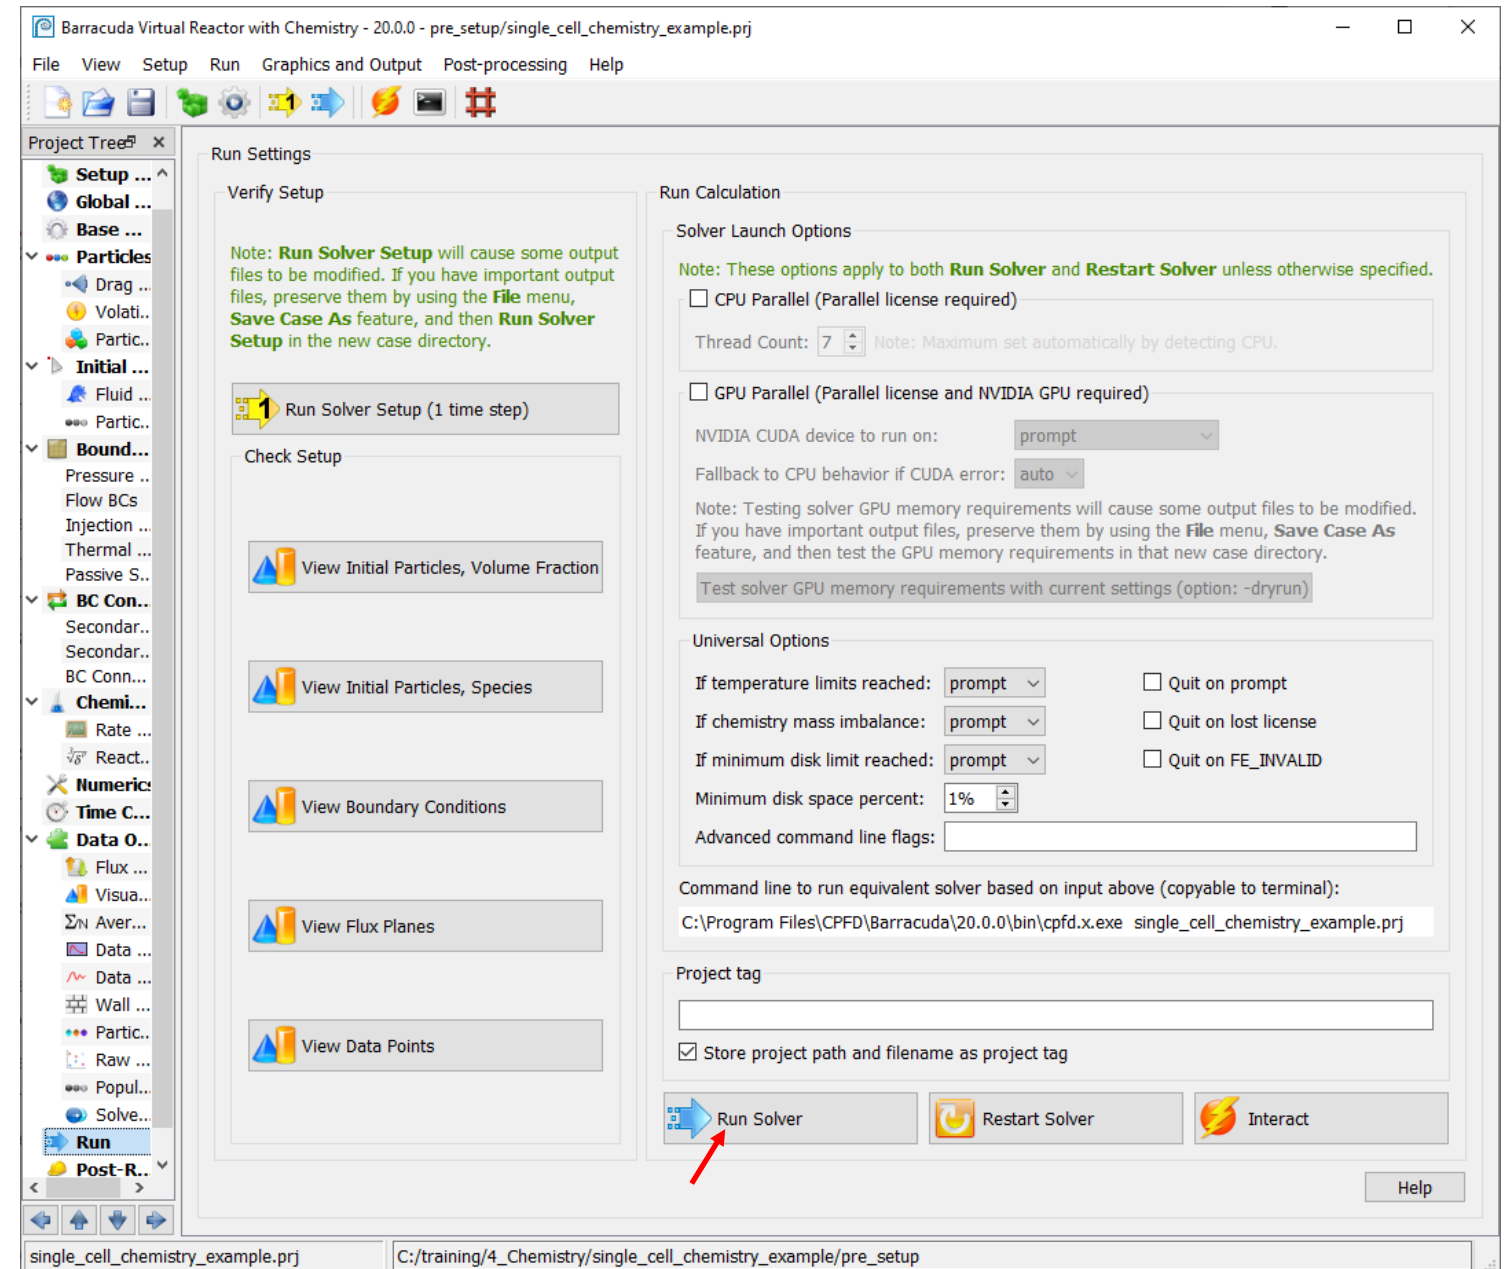 Barracuda Virtual Reactor with Chemistry - 20.0.0 - pre_setup/single_cell_chemistry_example.prj
File View Setup Run Graphics and Output Post-processing Help
Project Tree
Setup ...
Global ...
Base ...
Particles
Drag ...
Volati..
Partic..
Initial ...
Fluid ...
Partic..
Bound...
Pressure ..
Flow BCs
Injection ...
Thermal ...
Passive S..
BC Con...
Secondar..
Secondar..
BC Conn...
Chemi...
Rate ...
React..
Numerics
Time C...
Data O...
Flux ...
Visua...
Aver...
Data ...
Data ...
Wall ...
Partic..
Raw ...
Popul...
Solve...
Run
Post-R...
Run Settings
Verify Setup
Note: Run Solver Setup will cause some output
files to be modified. If you have important output
files, preserve them by using the File menu,
Save Case As feature, and then Run Solver
Setup in the new case directory.
1 Run Solver Setup (1 time step)
Check Setup
View Initial Particles, Volume Fraction
View Initial Particles, Species
View Boundary Conditions
View Flux Planes
View Data Points
Run Calculation
Solver Launch Options
Note: These options apply to both Run Solver and Restart Solver unless otherwise specified.
CPU Parallel (Parallel license required)
Thread Count: 7 Note: Maximum set automatically by detecting CPU.
GPU Parallel (Parallel license and NVIDIA GPU required)
NVIDIA CUDA device to run on: prompt
Fallback to CPU behavior if CUDA error: auto
Note: Testing solver GPU memory requirements will cause some output files to be modified.
If you have important output files, preserve them by using the File menu, Save Case As
feature, and then test the GPU memory requirements in that new case directory.
Test solver GPU memory requirements with current settings (option: -dryrun)
Universal Options
If temperature limits reached: prompt Quit on prompt
If chemistry mass imbalance: prompt Quit on lost license
If minimum disk limit reached: prompt Quit on FE_INVALID
Minimum disk space percent: 1%
Advanced command line flags:
Command line to run equivalent solver based on input above (copyable to terminal):
C:\Program Files\CPFD\Barracuda\20.0.0\bin\cpfd.x.exe single_cell_chemistry_example.prj
Project tag
Store project path and filename as project tag
Run Solver Restart Solver Interact
Help
single_cell_chemistry_example.prj C:/training/4_Chemistry/single_cell_chemistry_example/pre_setup